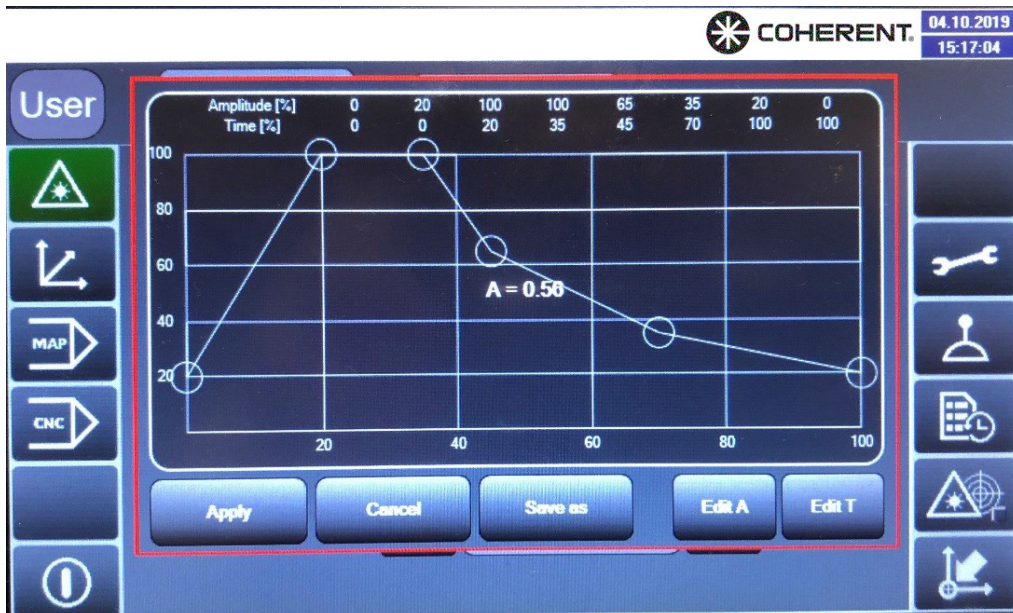 COHERENT.
04.10.2019
15:17:04
User
Amplitude [%] 0 20 100 100 65 35 20 0
Time [%] 0 0 20 35 45 70 100 100
100
80
60
A = 0.56
40
20
20 40 60 80 100
MAP
CNC
Apply Cancel Save as Edit A Edit T